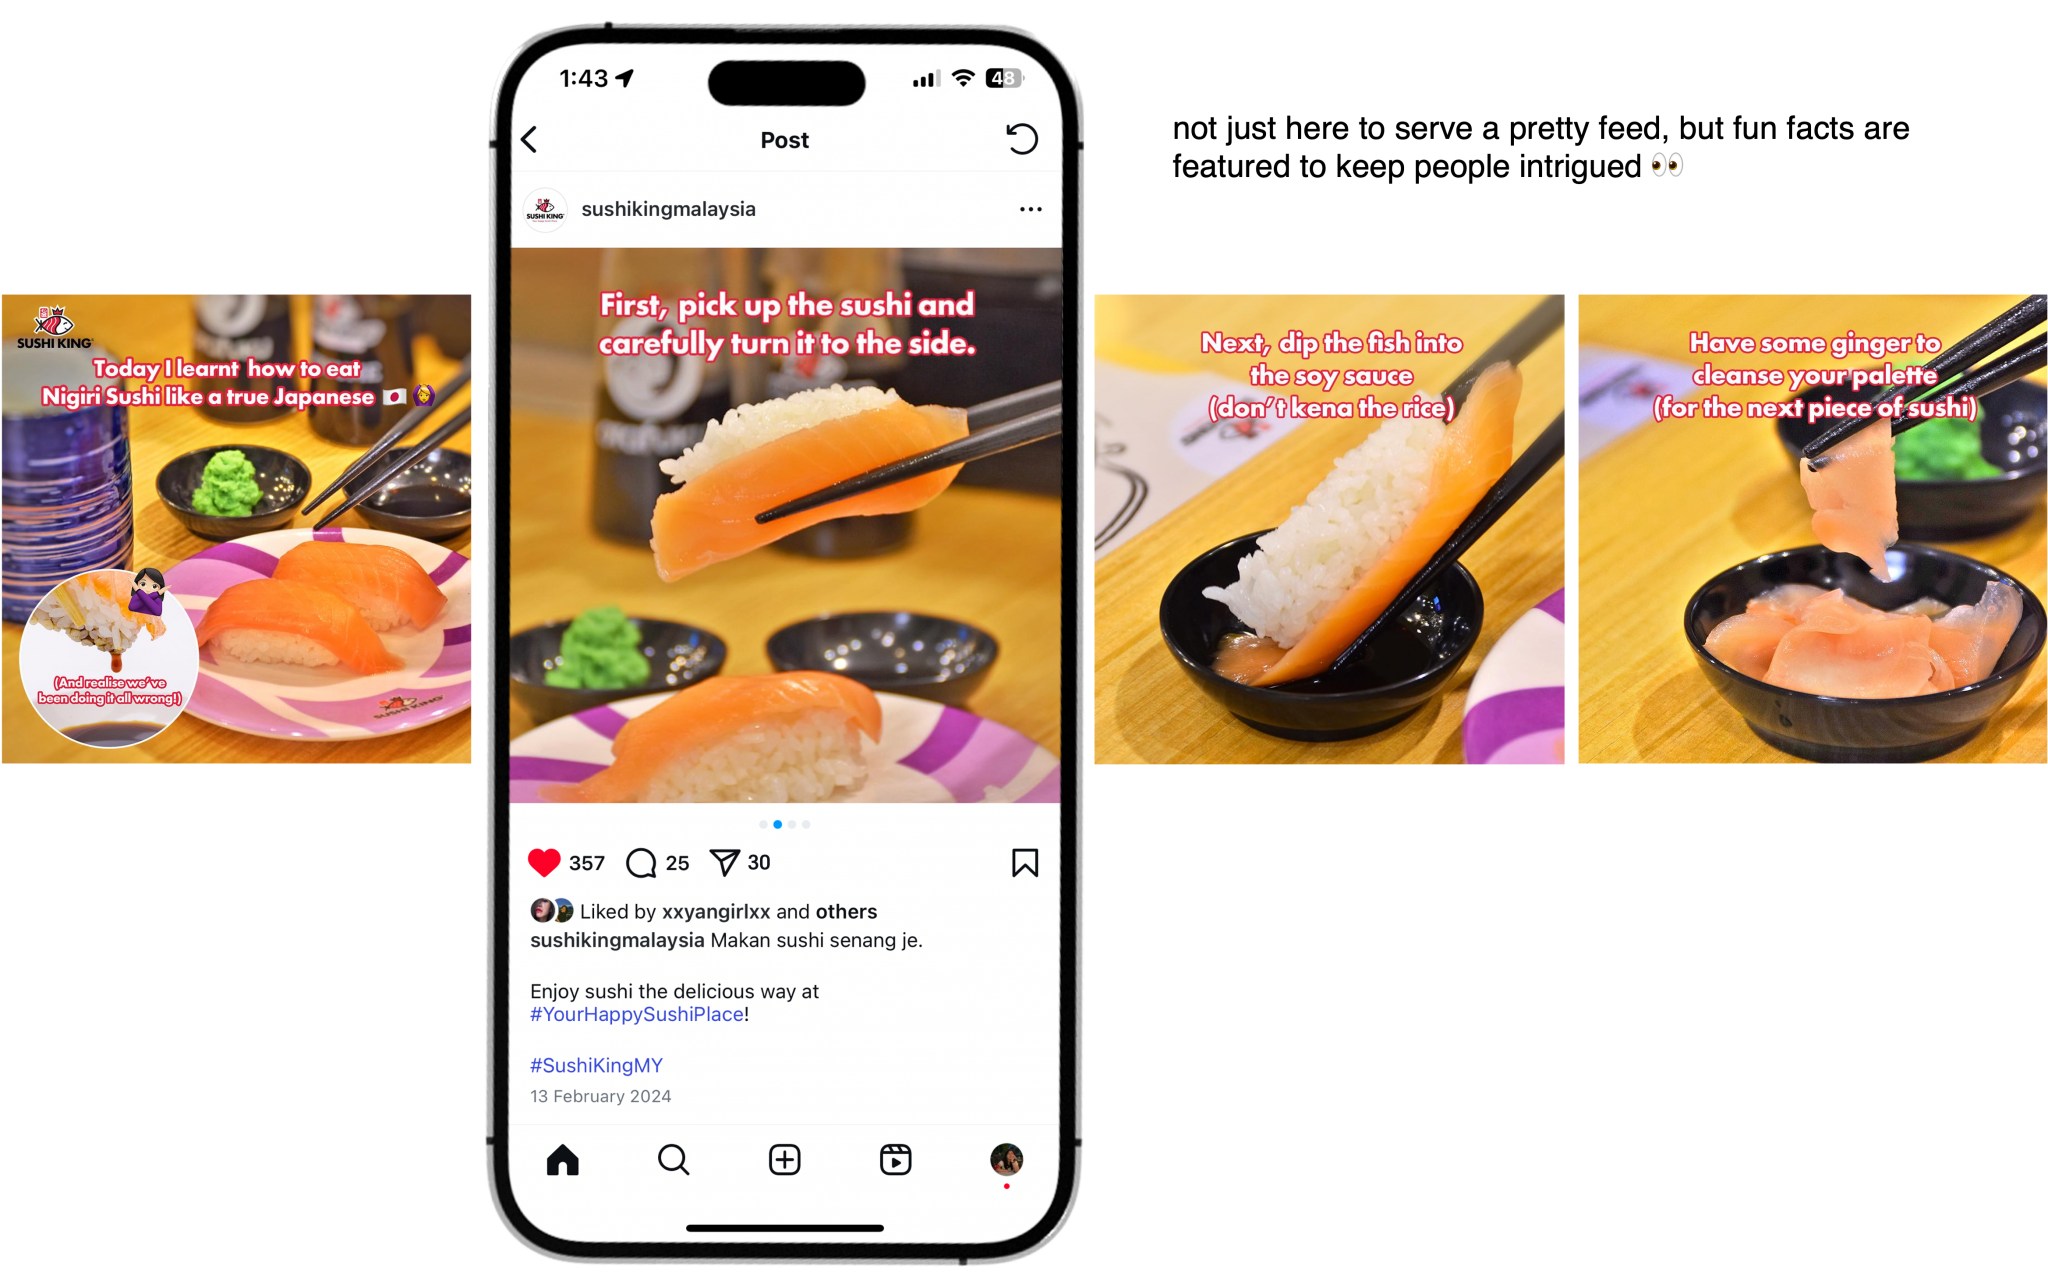 SUSHI KING
Today I learnt how to eat
Nigiri Sushi like a true Japanese 🇯🇵 🙆
(And realise we've
been doing it all wrong!)
SUSHI KING
1:43
48
Post
SUSHI KING
sushikingmalaysia
First, pick up the sushi and
carefully turn it to the side.
357 25 30
Liked by xxyangirlxx and others
sushikingmalaysia Makan sushi senang je.
Enjoy sushi the delicious way at
#YourHappySushiPlace!
#SushiKingMY
13 February 2024
not just here to serve a pretty feed, but fun facts are
featured to keep people intrigued 👀
Next, dip the fish into
the soy sauce
(don't kena the rice)
Have some ginger to
cleanse your palette
(for the next piece of sushi)